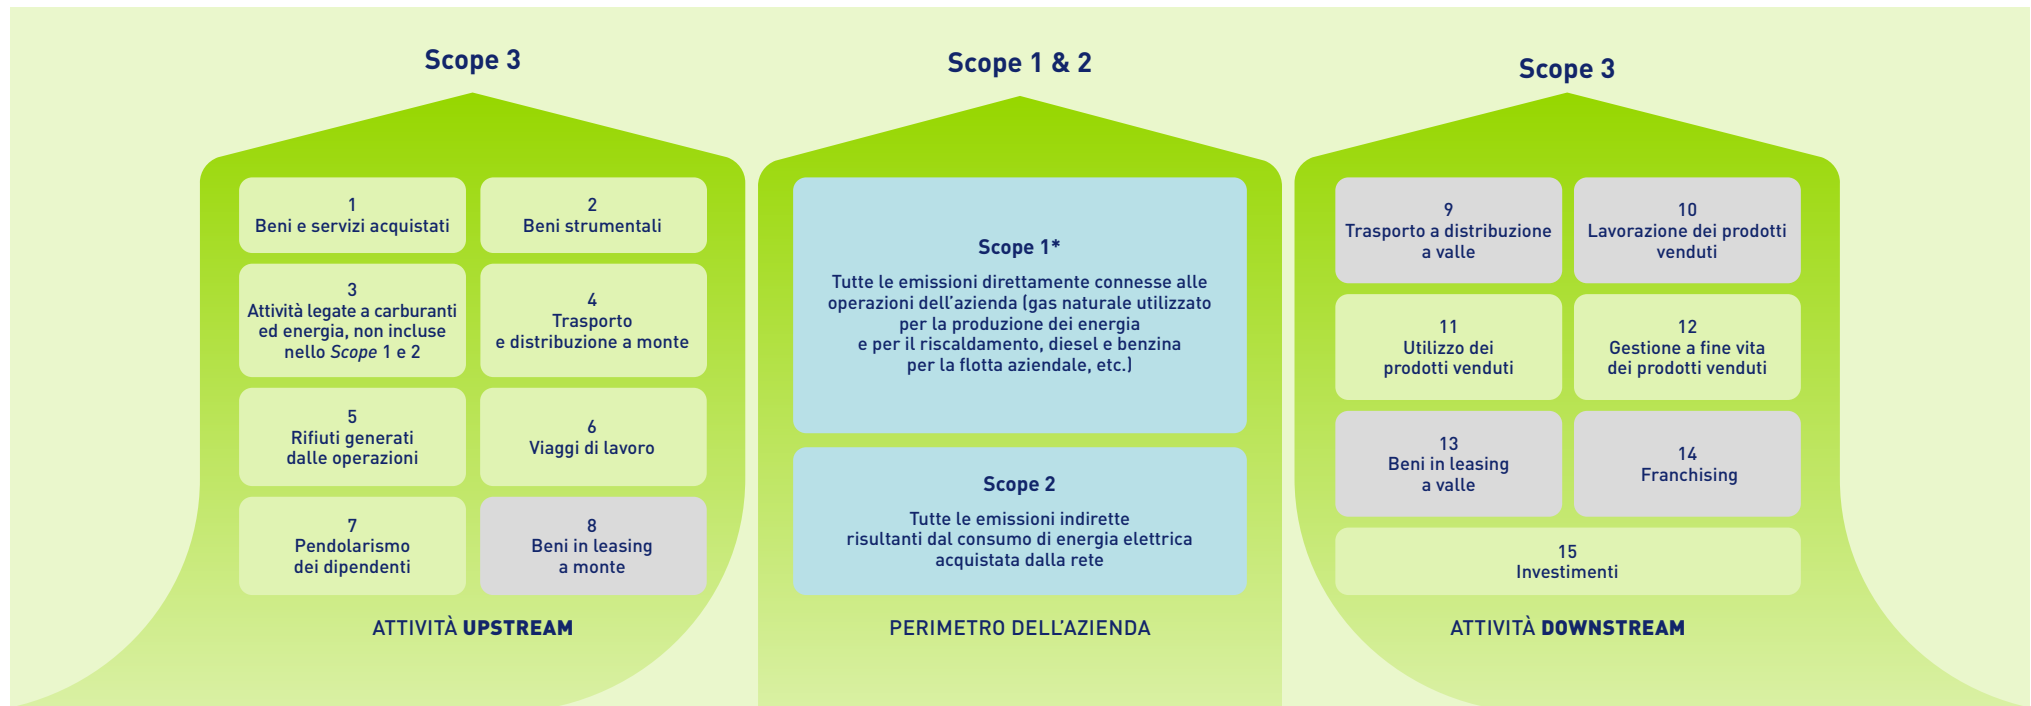 Scope 3
1
Beni e servizi acquistati
2
Beni strumentali
3
Attività legate a carburanti
ed energia, non incluse
nello Scope 1 e 2
4
Trasporto
e distribuzione a monte
5
Rifiuti generati
dalle operazioni
6
Viaggi di lavoro
7
Pendolarismo
dei dipendenti
8
Beni in leasing
a monte
ATTIVITÀ UPSTREAM
Scope 1 & 2
Scope 1*
Tutte le emissioni direttamente connesse alle
operazioni dell’azienda (gas naturale utilizzato
per la produzione dei energia
e per il riscaldamento, diesel e benzina
per la flotta aziendale, etc.)
Scope 2
Tutte le emissioni indirette
risultanti dal consumo di energia elettrica
acquistata dalla rete
PERIMETRO DELL’AZIENDA
Scope 3
9
Trasporto a distribuzione
a valle
10
Lavorazione dei prodotti
venduti
11
Utilizzo dei
prodotti venduti
12
Gestione a fine vita
dei prodotti venduti
13
Beni in leasing
a valle
14
Franchising
15
Investimenti
ATTIVITÀ DOWNSTREAM